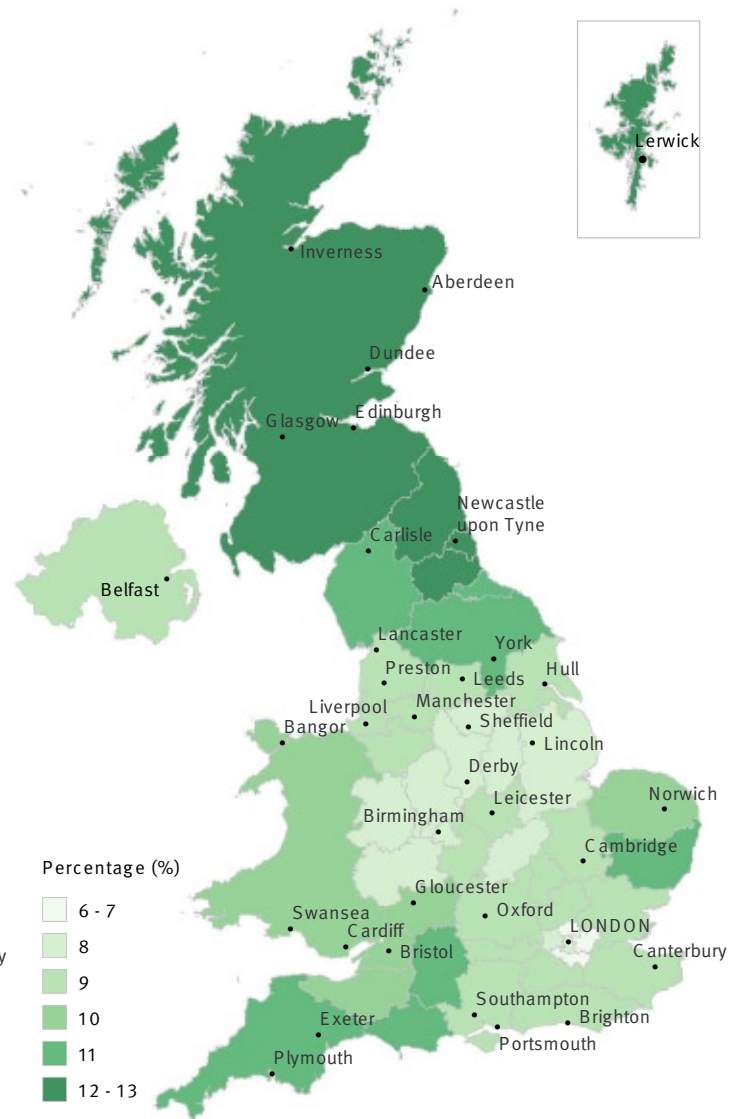 Lerwick
Inverness
Aberdeen
Dundee
Edinburgh
Glasgow
Newcastle
upon Tyne
Carlisle
Belfast
Lancaster
York
Preston
Leeds
Hull
Liverpool
Manchester
Bangor
Sheffield
Lincoln
Derby
Leicester
Norwich
Birmingham
Cambridge
Percentage (%)
6 - 7
8
9
10
11
12 - 13
Gloucester
Oxford
Swansea
Cardiff
LONDON
Bristol
Canterbury
Southampton
Brighton
Exeter
Portsmouth
Plymouth
y